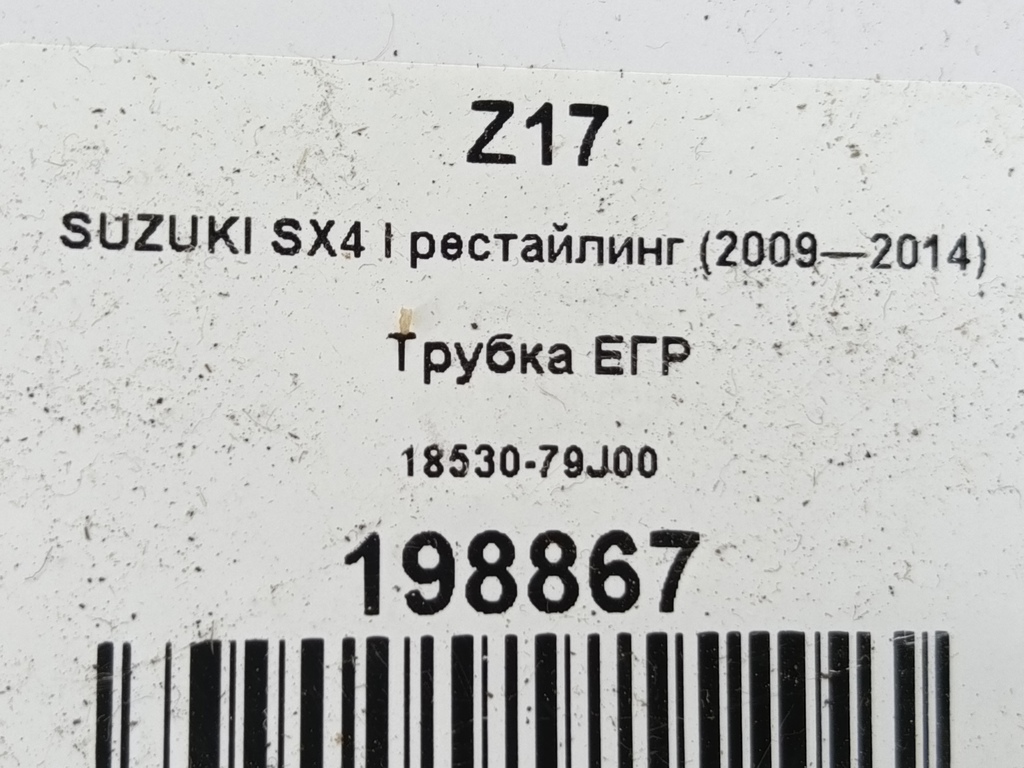 Z17
SUZUKI SX4 I рестайлинг (2009—2014)
Трубка ЕГР
18530-79J00
198867